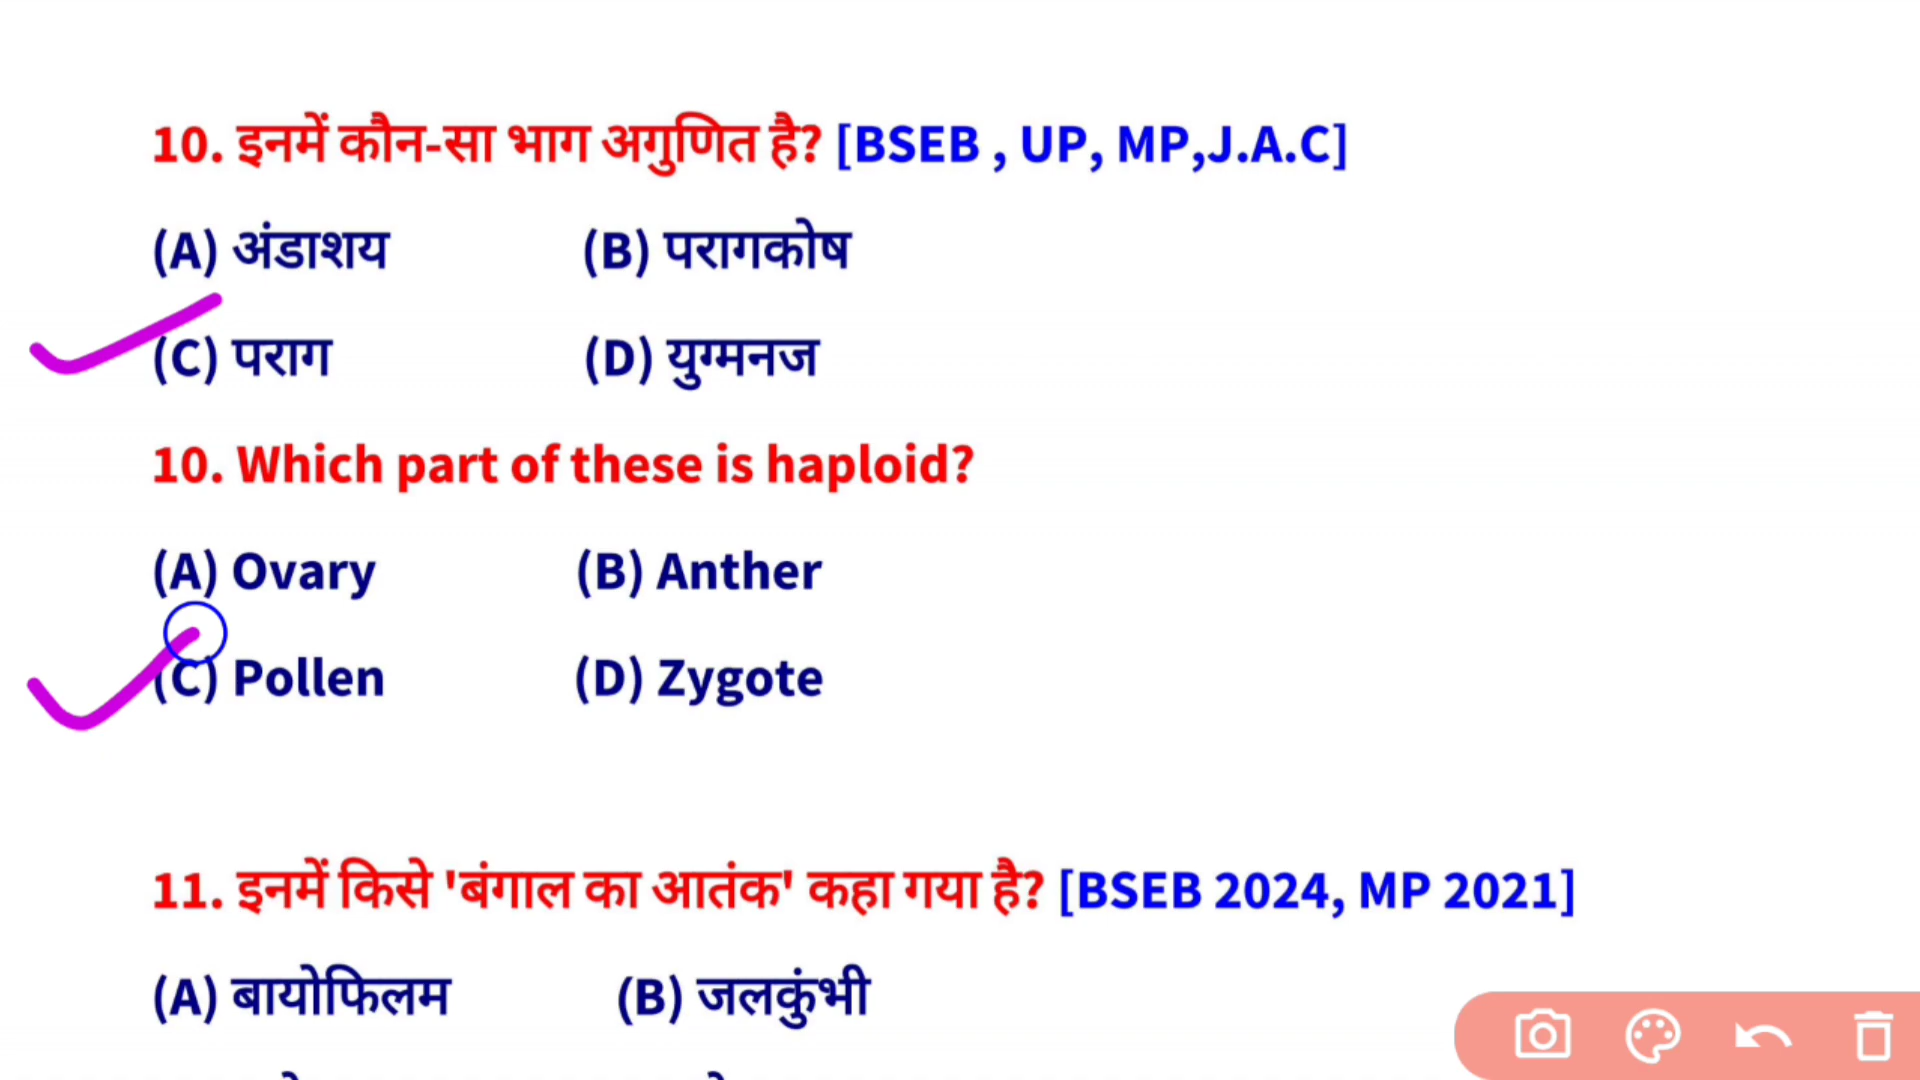 10. इनमें कौन-सा भाग अगुणित है? [BSEB , UP, MP,J.A.C]
(A) अंडाशय (B) परागकोष
(C) पराग (D) युग्मनज
10. Which part of these is haploid?
(A) Ovary (B) Anther
(C) Pollen (D) Zygote
11. इनमें किसे 'बंगाल का आतंक' कहा गया है? [BSEB 2024, MP 2021]
(A) बायोफिलम (B) जलकुंभी